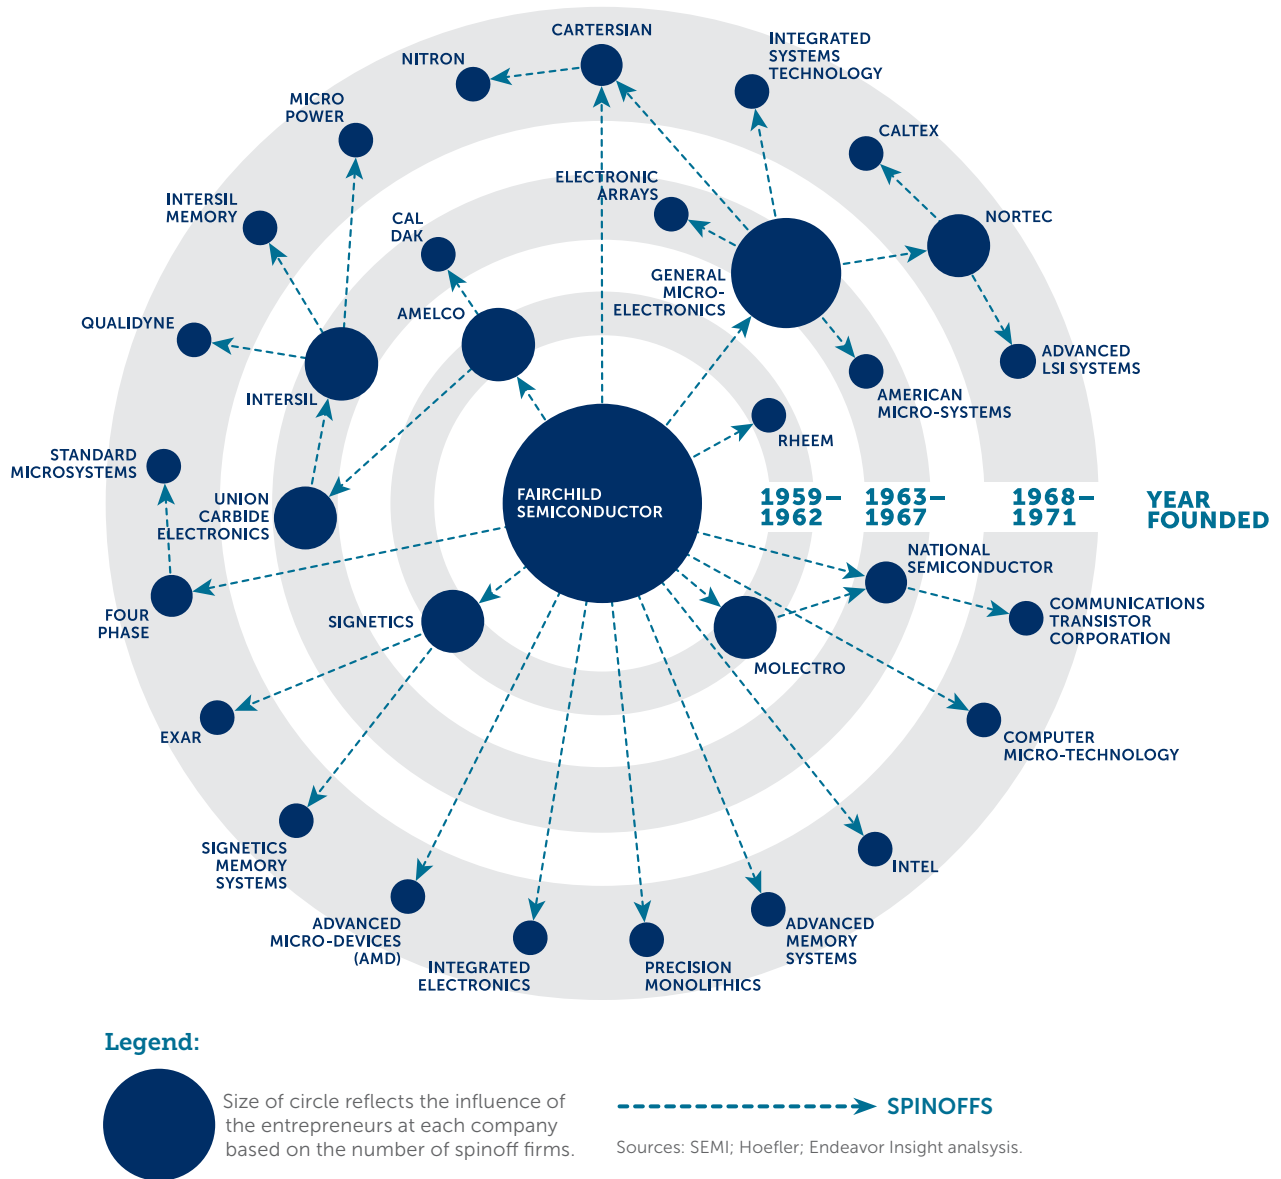 CARTERSIAN
INTEGRATED
SYSTEMS
TECHNOLOGY
NITRON
MICRO
POWER
CALTEX
ELECTRONIC
ARRAYS
INTERSIL
MEMORY
CAL
DAK
NORTEC
GENERAL
MICRO-
ELECTRONICS
QUALIDYNE
AMELCO
ADVANCED
LSI SYSTEMS
INTERSIL
AMERICAN
MICRO-SYSTEMS
RHEEM
STANDARD
MICROSYSTEMS
UNION
CARBIDE
ELECTRONICS
FAIRCHILD
SEMICONDUCTOR
1959–
1962
1963–
1967
1968–
1971
YEAR
FOUNDED
NATIONAL
SEMICONDUCTOR
FOUR
PHASE
SIGNETICS
COMMUNICATIONS
TRANSISTOR
CORPORATION
MOLECTRO
EXAR
COMPUTER
MICRO-TECHNOLOGY
SIGNETICS
MEMORY
SYSTEMS
INTEL
ADVANCED
MICRO-DEVICES
(AMD)
INTEGRATED
ELECTRONICS
PRECISION
MONOLITHICS
ADVANCED
MEMORY
SYSTEMS
Legend:
Size of circle reflects the influence of
the entrepreneurs at each company
based on the number of spinoff firms.
SPINOFFS
Sources: SEMI; Hoefler; Endeavor Insight analsysis.